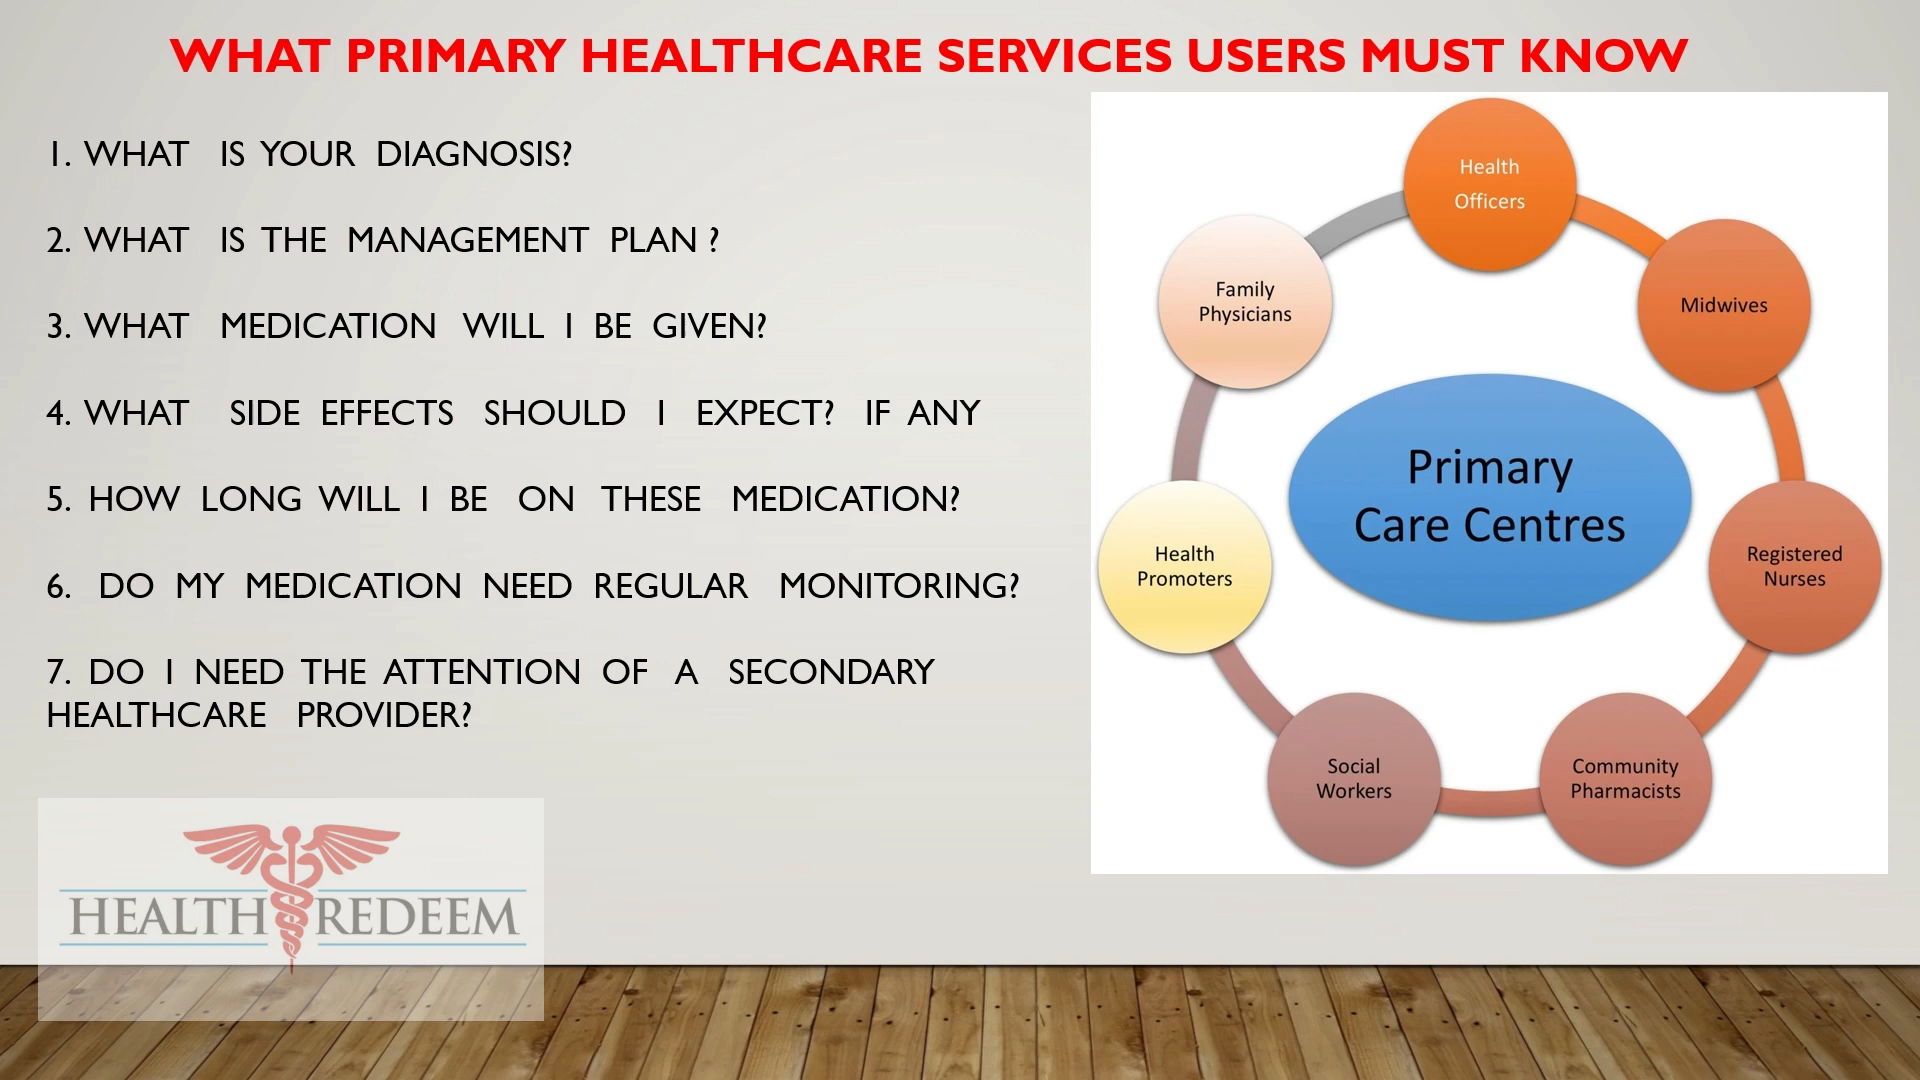 WHAT PRIMARY HEALTHCARE SERVICES USERS MUST KNOW
1. WHAT IS YOUR DIAGNOSIS?
2. WHAT IS THE MANAGEMENT PLAN ?
3. WHAT MEDICATION WILL I BE GIVEN?
4. WHAT SIDE EFFECTS SHOULD I EXPECT? IF ANY
5. HOW LONG WILL I BE ON THESE MEDICATION?
6. DO MY MEDICATION NEED REGULAR MONITORING?
7. DO I NEED THE ATTENTION OF A SECONDARY
HEALTHCARE PROVIDER?
Health
Officers
Midwives
Registered
Nurses
Community
Pharmacists
Social
Workers
Health
Promoters
Family
Physicians
Primary
Care Centres
HEALTH REDEEM